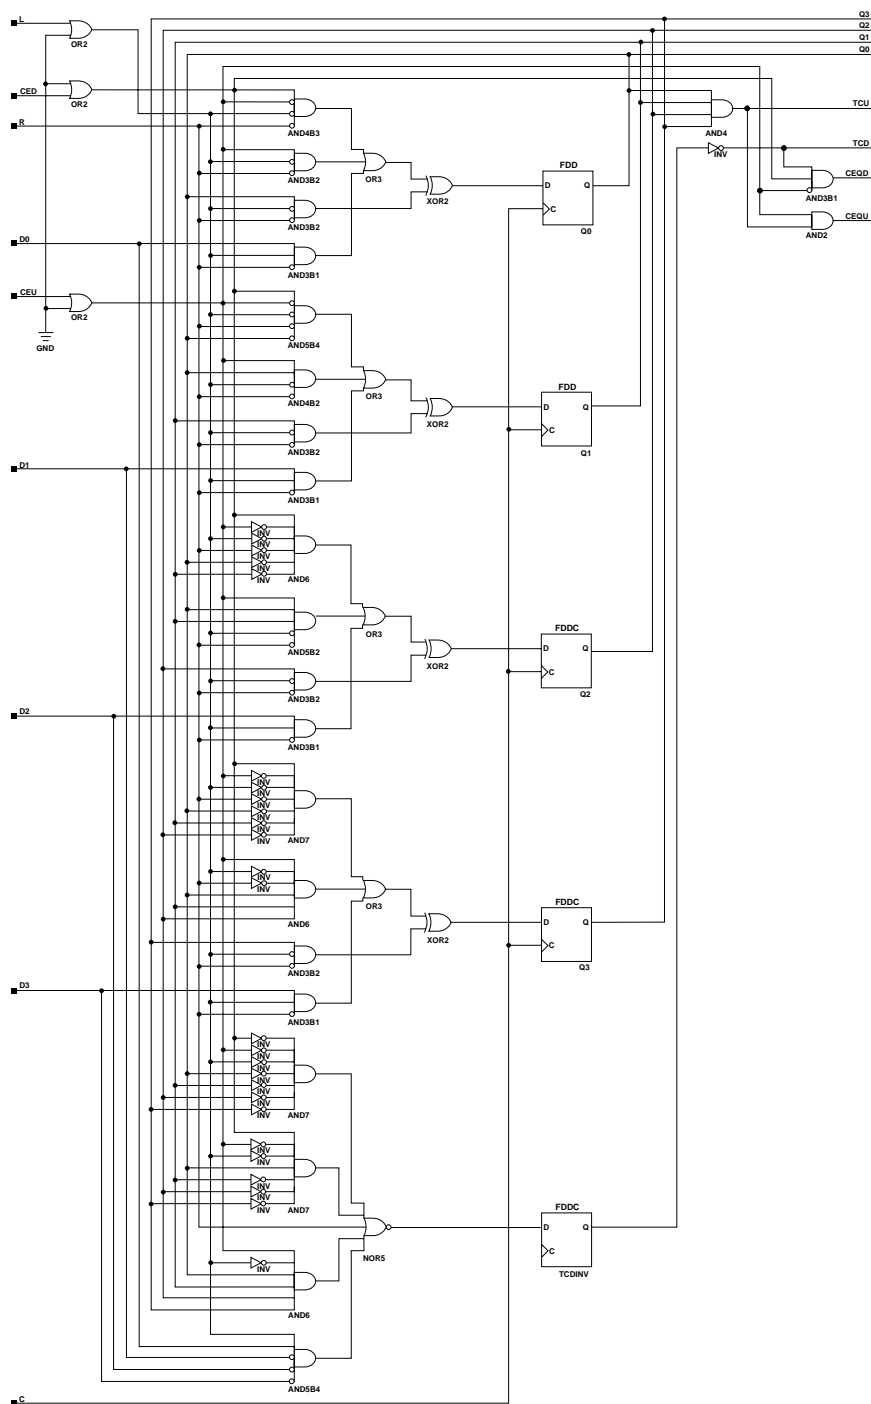 L
OR2
Q3
Q2
Q1
Q0
CED
OR2
R
AND4B3
TCU
AND4
TCD
INV
AND3B2
OR3
FDD
CEQD
D
Q
XOR2
AND3B1
C
CEQU
AND3B2
Q0
AND2
D0
AND3B1
CEU
OR2
GND
AND5B4
OR3
FDD
AND4B2
D
Q
XOR2
C
AND3B2
Q1
D1
AND3B1
INV
INV
INV
INV
INV
AND6
OR3
FDDC
AND5B2
D
Q
XOR2
C
AND3B2
Q2
D2
AND3B1
INV
INV
INV
INV
INV
INV
AND7
INV
INV
OR3
FDDC
AND6
D
Q
XOR2
C
AND3B2
Q3
D3
AND3B1
INV
INV
INV
INV
INV
INV
INV
AND7
INV
INV
INV
INV
INV
AND7
FDDC
D
Q
C
NOR5
TCDINV
INV
AND6
AND5B4
C